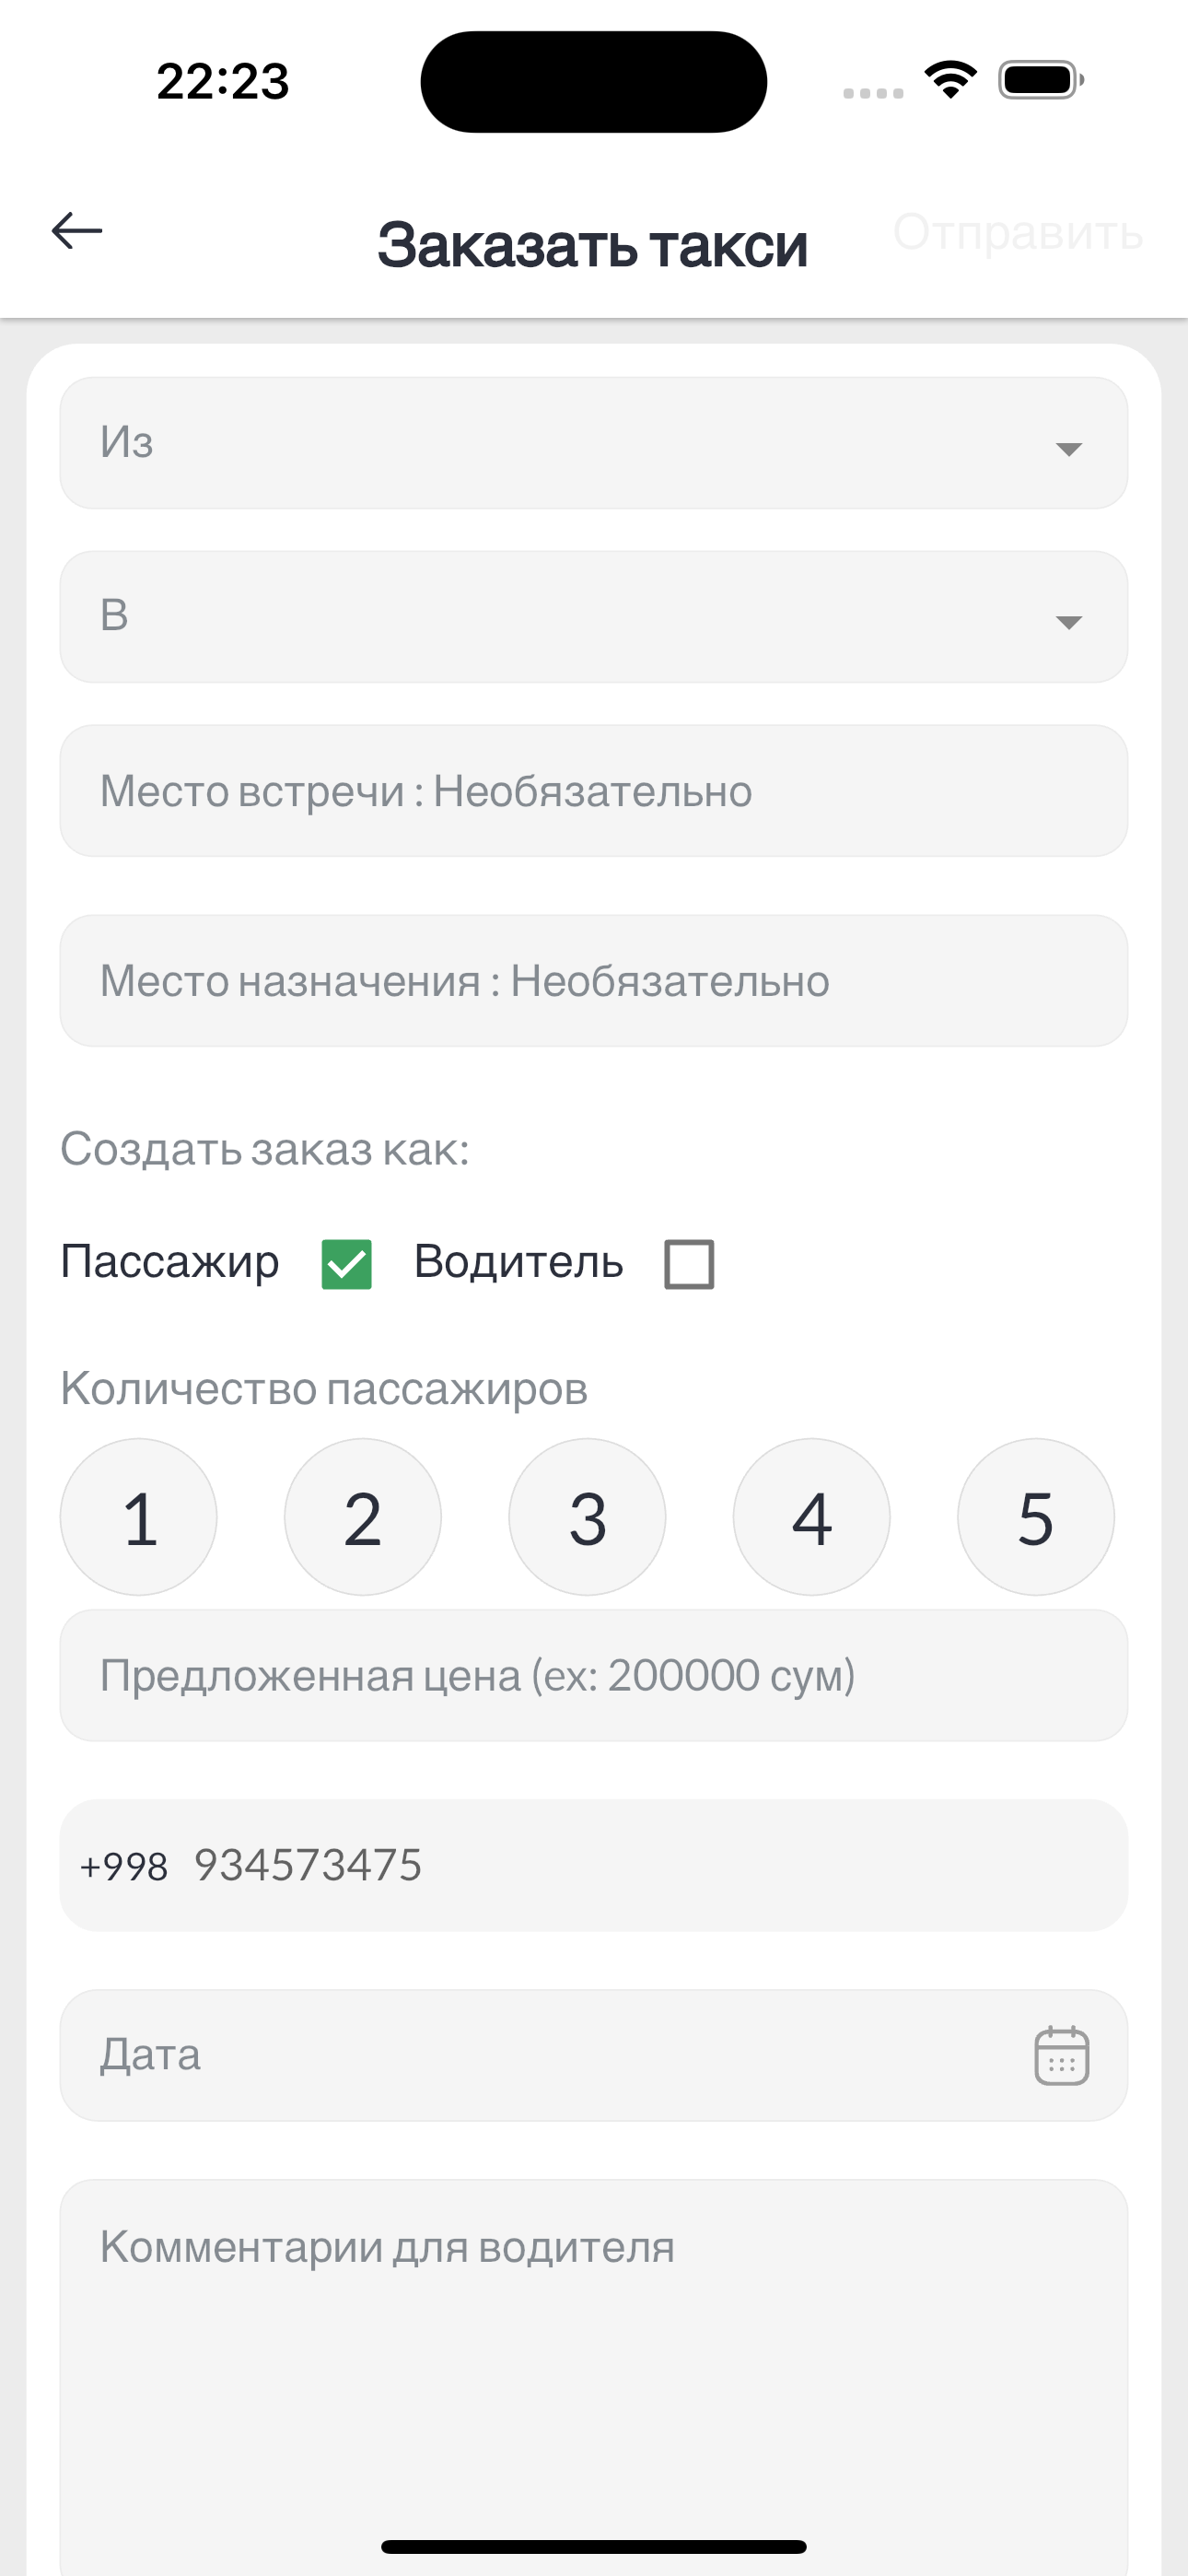 22:23
Заказать такси
Отправить
Из
В
Место встречи : Необязательно
Место назначения : Необязательно
Создать заказ как:
Пассажир Водитель
Количество пассажиров
1 2 3 4 5
Предложенная цена (ex: 200000 сум)
+998 934573475
Дата
Комментарии для водителя